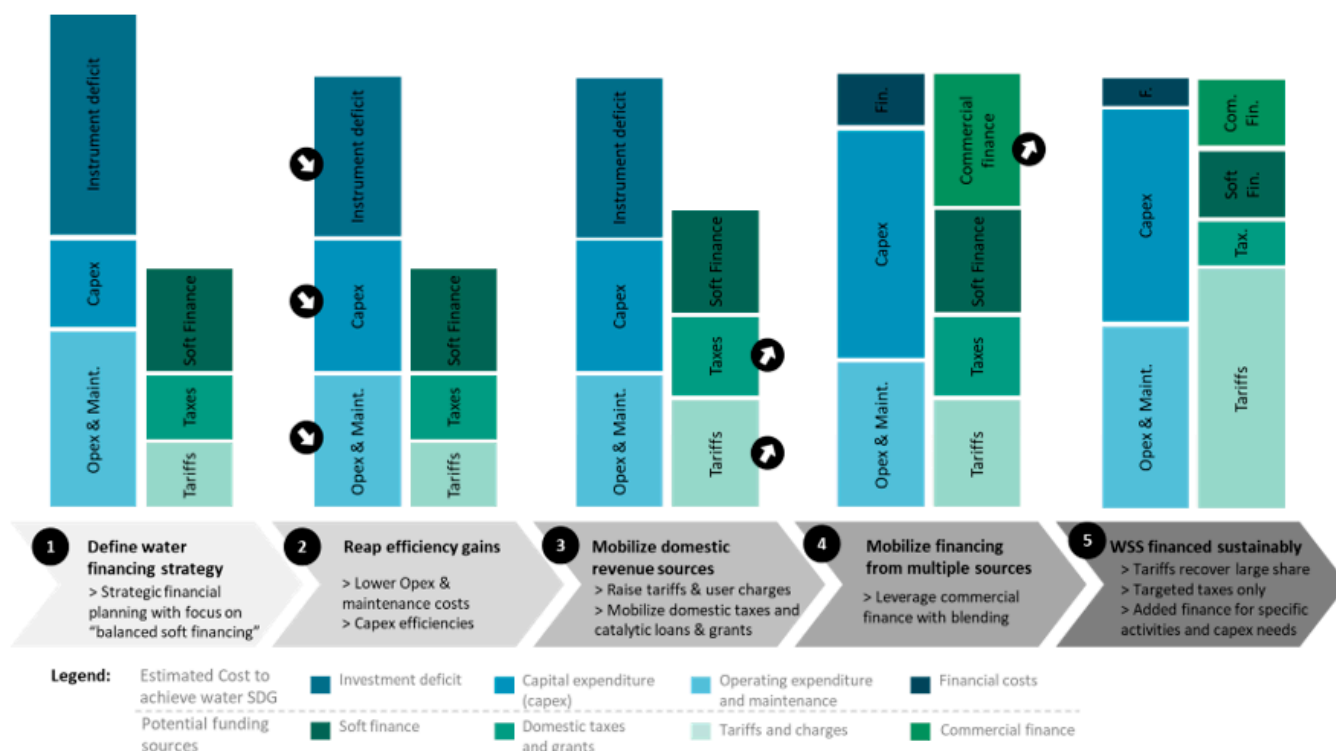 Instrument deficit
Capex
Opex & Maint.
Soft Finance
Taxes
Tariffs
Instrument deficit
Capex
Opex & Maint.
Soft Finance
Taxes
Tariffs
Instrument deficit
Capex
Opex & Maint.
Soft Finance
Taxes
Tariffs
Fin.
Capex
Opex & Maint.
Commercial
finance
Soft Finance
Taxes
Tariffs
F.
Capex
Opex & Maint.
Com.
Fin.
Soft
Fin.
Tax.
Tariffs
1
Define water
financing strategy
> Strategic financial
planning with focus on
“balanced soft financing”
2
Reap efficiency gains
> Lower Opex &
maintenance costs
> Capex efficiencies
3
Mobilize domestic
revenue sources
> Raise tariffs & user charges
> Mobilize domestic taxes and
catalytic loans & grants
4
Mobilize financing
from multiple sources
> Leverage commercial
finance with blending
5
WSS financed sustainably
> Tariffs recover large share
> Targeted taxes only
> Added finance for specific
activities and capex needs
Legend:
Estimated Cost to
achieve water SDG
Investment deficit
Capital expenditure
(capex)
Operating expenditure
and maintenance
Financial costs
Potential funding
sources
Soft finance
Domestic taxes
and grants
Tariffs and charges
Commercial finance